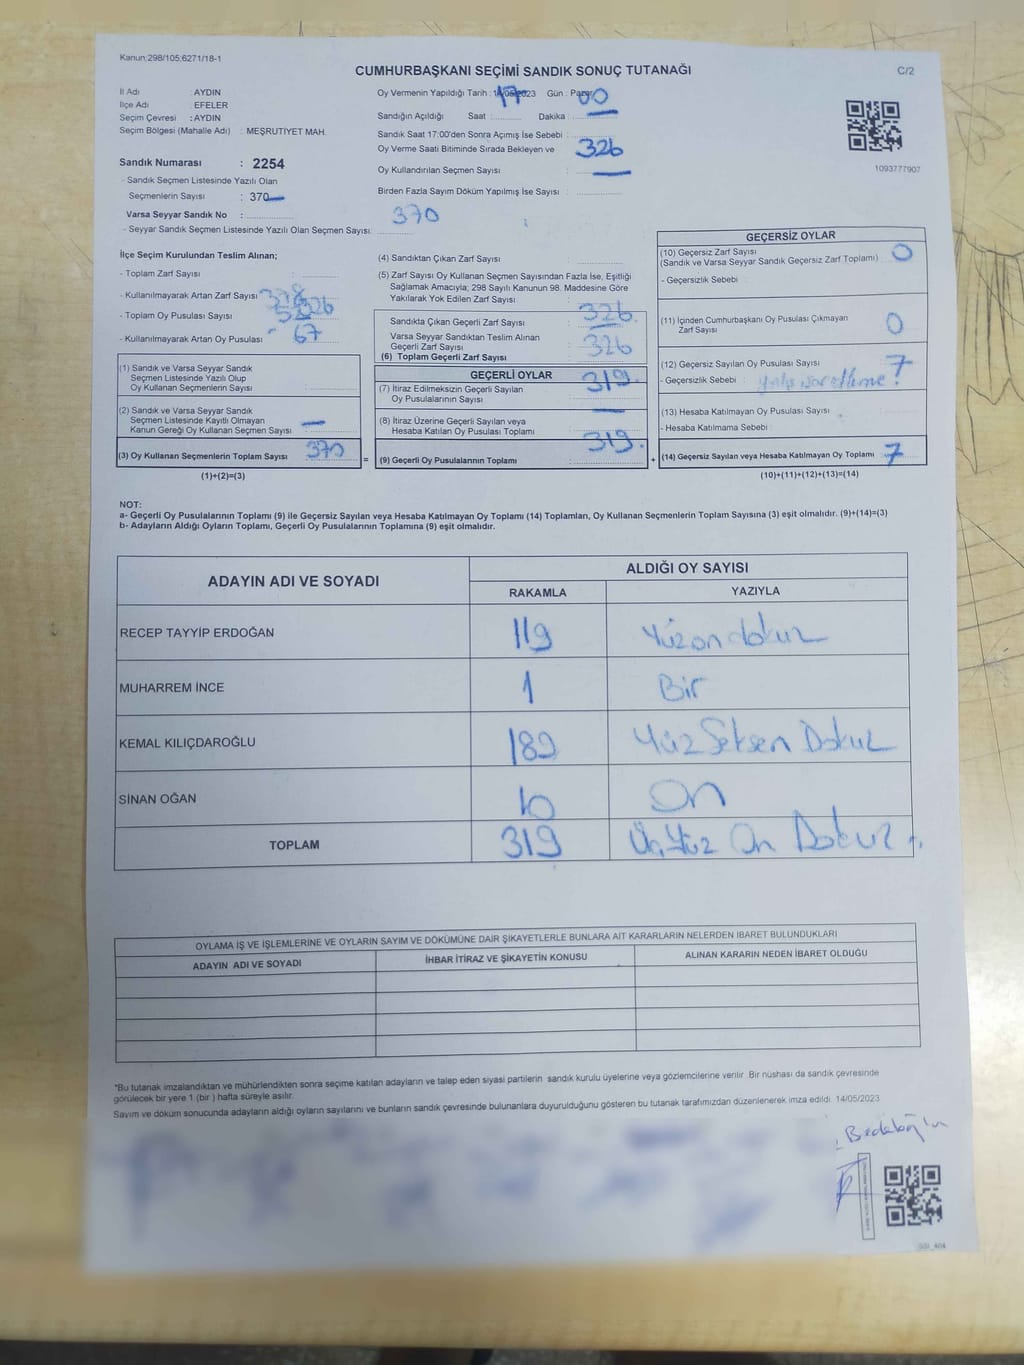 Kanun:298/105;6271/18-1
CUMHURBAŞKANI SEÇİMİ SANDIK SONUÇ TUTANAĞI
C/2
İl Adı : AYDIN
İlçe Adı : EFELER
Seçim Çevresi : AYDIN
Seçim Bölgesi (Mahalle Adı) : MEŞRUTİYET MAH.
Sandık Numarası : 2254
- Sandık Seçmen Listesinde Yazılı Olan
Seçmenlerin Sayısı : 370
Varsa Seyyar Sandık No :
- Seyyar Sandık Seçmen Listesinde Yazılı Olan Seçmen Sayısı: 370
Oy Vermenin Yapıldığı Tarih : 14/05/2023 Gün : Pazar
Sandığın Açıldığı Saat : 17 Dakika : 00
Sandık Saat 17:00'den Sonra Açımış İse Sebebi :
Oy Verme Saati Bitiminde Sırada Bekleyen ve
Oy Kullandırılan Seçmen Sayısı : 326
Birden Fazla Sayım Döküm Yapılmış İse Sayısı :
1093777907
İlçe Seçim Kurulundan Teslim Alınan;
- Toplam Zarf Sayısı :
- Kullanılmayarak Artan Zarf Sayısı :
- Toplam Oy Pusulası Sayısı : 326
- Kullanılmayarak Artan Oy Pusulası : 67
(1) Sandık ve Varsa Seyyar Sandık
Seçmen Listesinde Yazılı Olup
Oy Kullanan Seçmenlerin Sayısı :
(2) Sandık ve Varsa Seyyar Sandık
Seçmen Listesinde Kayıtlı Olmayan
Kanun Gereği Oy Kullanan Seçmen Sayısı : —
(3) Oy Kullanan Seçmenlerin Toplam Sayısı : 370
(1)+(2)=(3)
(4) Sandıktan Çıkan Zarf Sayısı :
(5) Zarf Sayısı Oy Kullanan Seçmen Sayısından Fazla İse, Eşitliği
Sağlamak Amacıyla; 298 Sayılı Kanunun 98. Maddesine Göre
Yakılarak Yok Edilen Zarf Sayısı :
Sandıkta Çıkan Geçerli Zarf Sayısı : 326
Varsa Seyyar Sandıktan Teslim Alınan
Geçerli Zarf Sayısı :
(6) Toplam Geçerli Zarf Sayısı : 326
GEÇERLİ OYLAR
(7) İtiraz Edilmeksizin Geçerli Sayılan
Oy Pusulalarının Sayısı : 319
(8) İtiraz Üzerine Geçerli Sayılan veya
Hesaba Katılan Oy Pusulası Toplamı : —
(9) Geçerli Oy Pusulalarının Toplamı : 319
GEÇERSİZ OYLAR
(10) Geçersiz Zarf Sayısı : 0
(Sandık ve Varsa Seyyar Sandık Geçersiz Zarf Toplamı)
- Geçersizlik Sebebi :
(11) İçinden Cumhurbaşkanı Oy Pusulası Çıkmayan
Zarf Sayısı : 0
(12) Geçersiz Sayılan Oy Pusulası Sayısı : 7
- Geçersizlik Sebebi :
(13) Hesaba Katılmayan Oy Pusulası Sayısı :
- Hesaba Katılmama Sebebi :
(14) Geçersiz Sayılan veya Hesaba Katılmayan Oy Toplamı : 7
(10)+(11)+(12)+(13)=(14)
NOT:
a- Geçerli Oy Pusulalarının Toplamı (9) ile Geçersiz Sayılan veya Hesaba Katılmayan Oy Toplamı (14) Toplamları, Oy Kullanan Seçmenlerin Toplam Sayısına (3) eşit olmalıdır. (9)+(14)=(3)
b- Adayların Aldığı Oyların Toplamı, Geçerli Oy Pusulalarının Toplamına (9) eşit olmalıdır.
ADAYIN ADI VE SOYADI
ALDIĞI OY SAYISI
RAKAMLA YAZIYLA
RECEP TAYYİP ERDOĞAN 119 Yüzondokuz
MUHARREM İNCE 1 Bir
KEMAL KILIÇDAROĞLU 189 Yüz Seksen Dokuz
SİNAN OĞAN 10 On
TOPLAM 319 Üç Yüz On Dokuz
OYLAMA İŞ VE İŞLEMLERİNE VE OYLARIN SAYIM VE DÖKÜMÜNE DAİR ŞİKAYETLERLE BUNLARA AİT KARARLARIN NELERDEN İBARET BULUNDUKLARI
ADAYIN ADI VE SOYADI İHBAR İTİRAZ VE ŞİKAYETİN KONUSU ALINAN KARARIN NEDEN İBARET OLDUĞU
*Bu tutanak imzalandıktan ve mühürlendikten sonra seçime katılan adayların ve talep eden siyasi partilerin sandık kurulu üyelerine veya gözlemcilerine verilir. Bir nüshası da sandık çevresinde
görülecek bir yere 1 (bir ) hafta süreyle asılır.
Sayım ve döküm sonucunda adayların aldığı oyların sayılarını ve bunların sandık çevresinde bulunanlara duyurulduğunu gösteren bu tutanak tarafımızdan düzenlenerek imza edildi. 14/05/2023